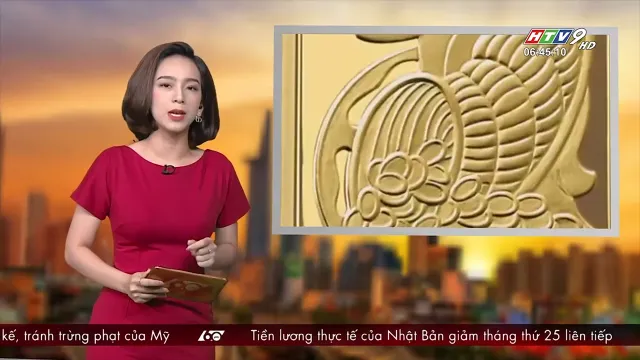 HTV9 HD
06:45:10
kế, tránh trừng phạt của Mỹ 60 Tiền lương thực tế của Nhật Bản giảm tháng thứ 25 liên tiếp